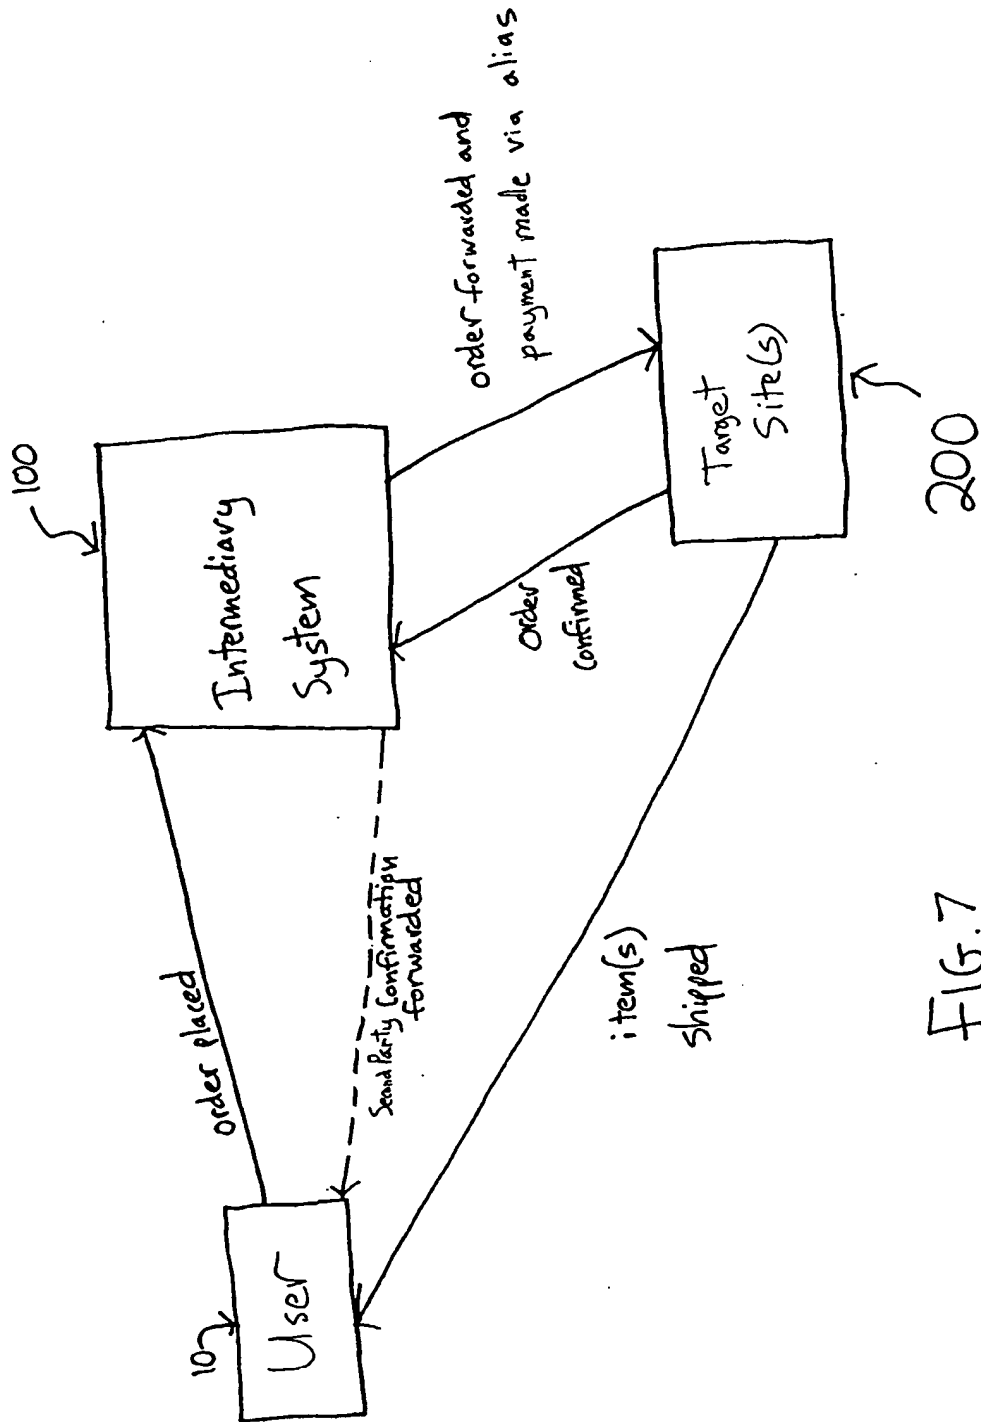 100
Intermediary
System
order placed
order forwarded and
payment made via alias
10
User
Second Party Confirmation
forwarded
order
confirmed
Target
Site(s)
item(s)
shipped
200
FIG. 7